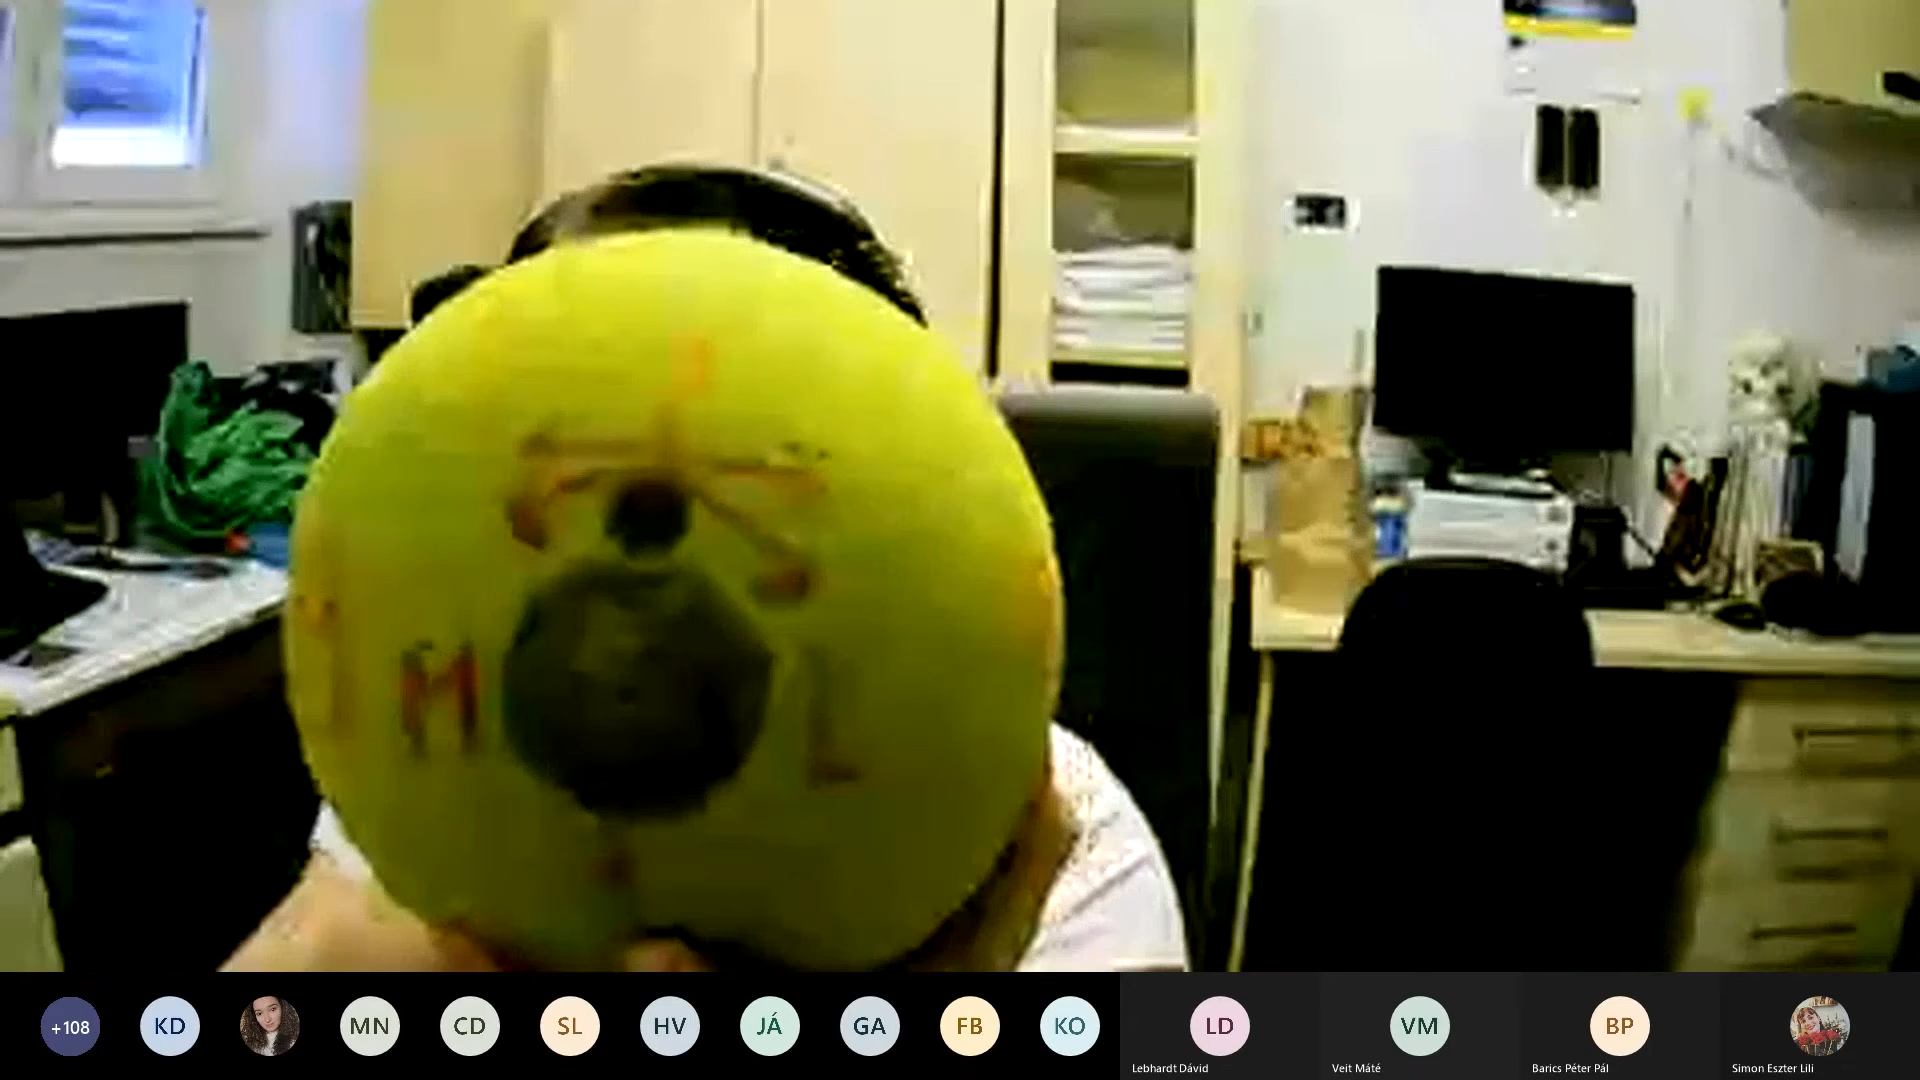 M L
+108 KD MN CD SL HV JÁ GA FB KO LD VM BP
Lebhardt Dávid Veit Máté Barics Péter Pál Simon Eszter Lili